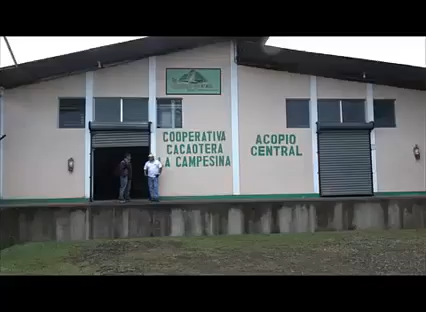 COOPERATIVA
CACAOTERA
A CAMPESINA
ACOPIO
CENTRAL